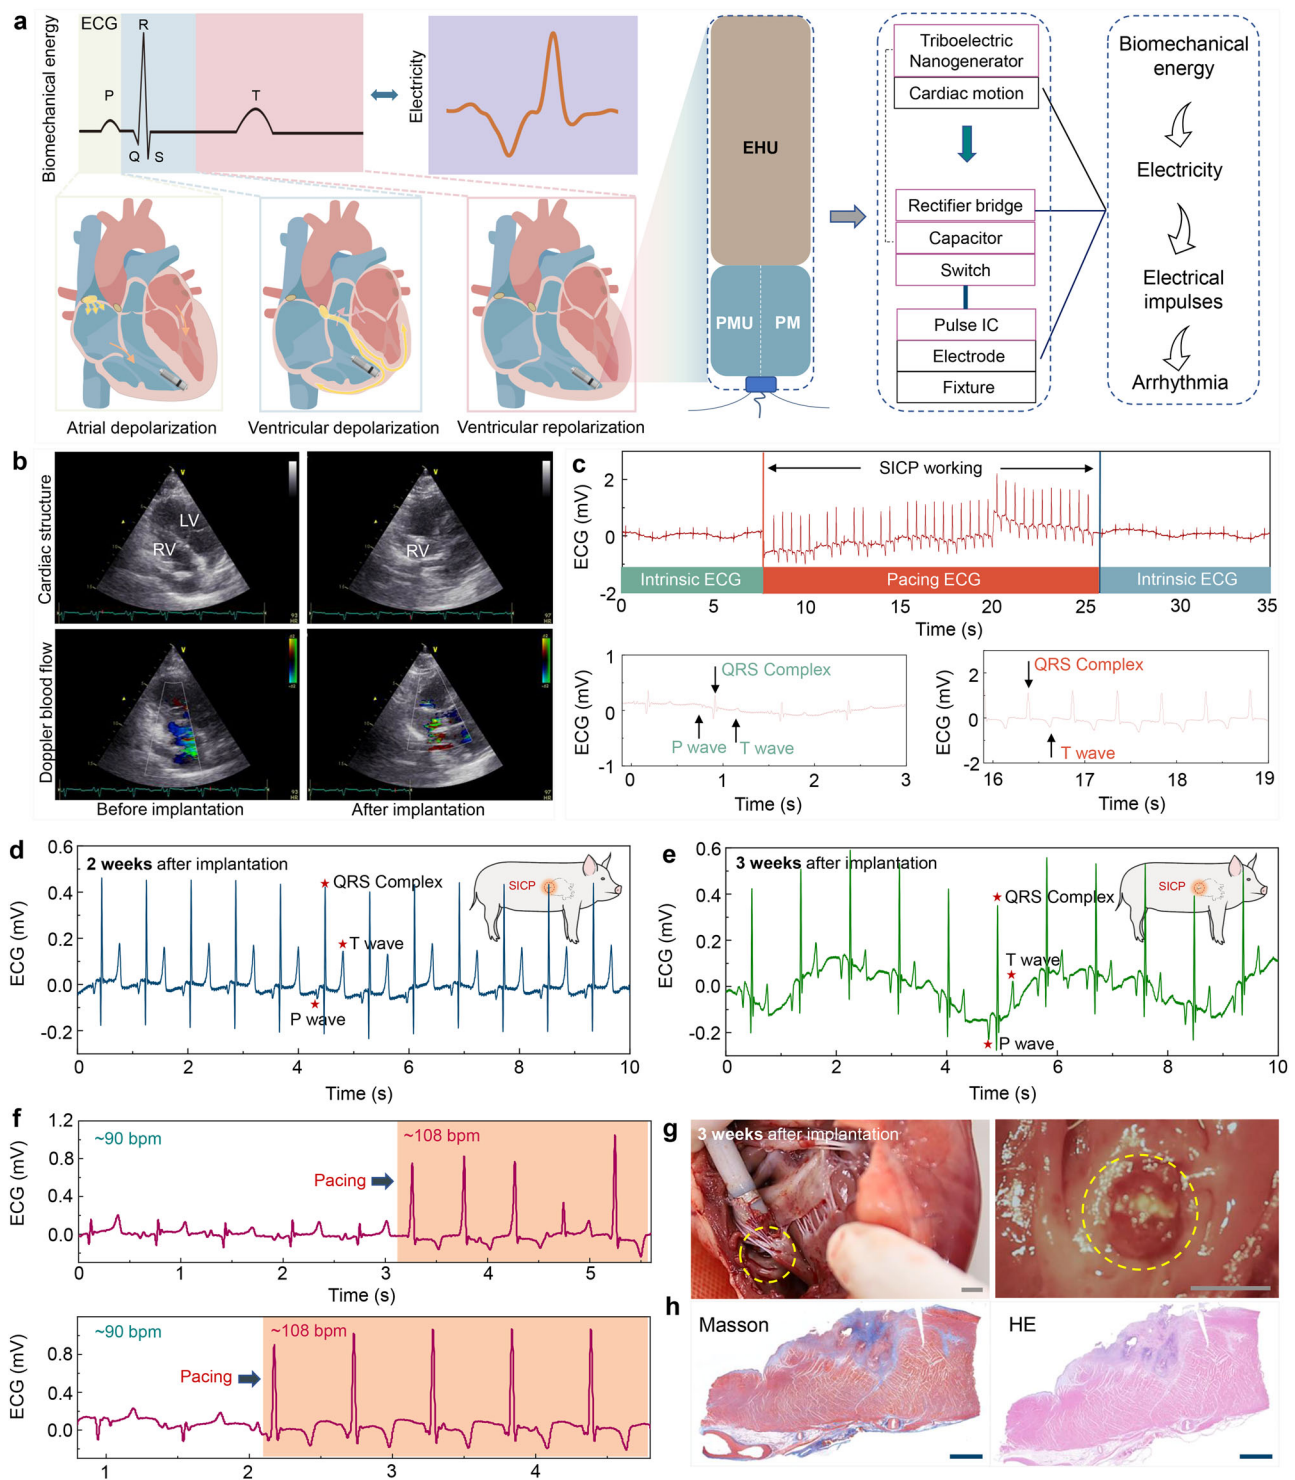 a
ECG
R
P
T
Q
S
Biomechanical energy
Electricity
Atrial depolarization
Ventricular depolarization
Ventricular repolarization
EHU
PMU
PM
Triboelectric
Nanogenerator
Cardiac motion
Rectifier bridge
Capacitor
Switch
Pulse IC
Electrode
Fixture
Biomechanical
energy
Electricity
Electrical
impulses
Arrhythmia
b
Cardiac structure
LV
RV
RV
Doppler blood flow
Before implantation
After implantation
c
ECG (mV)
2
0
-2
SICP working
Intrinsic ECG
Pacing ECG
Intrinsic ECG
0 5 10 15 20 25 30 35
Time (s)
ECG (mV)
1
0
-1
QRS Complex
P wave
T wave
0 1 2 3
Time (s)
ECG (mV)
2
0
-2
QRS Complex
T wave
16 17 18 19
Time (s)
d
ECG (mV)
0.6
0.4
0.2
0.0
-0.2
2 weeks after implantation
SICP
QRS Complex
T wave
P wave
0 2 4 6 8 10
Time (s)
e
ECG (mV)
0.6
0.4
0.2
0.0
-0.2
3 weeks after implantation
SICP
QRS Complex
T wave
P wave
0 2 4 6 8 10
Time (s)
f
ECG (mV)
1.2
0.8
0.4
0.0
~90 bpm
~108 bpm
Pacing
0 1 2 3 4 5
Time (s)
ECG (mV)
0.8
0.4
0.0
~90 bpm
~108 bpm
Pacing
1 2 3 4
Time (s)
g
3 weeks after implantation
h
Masson
HE